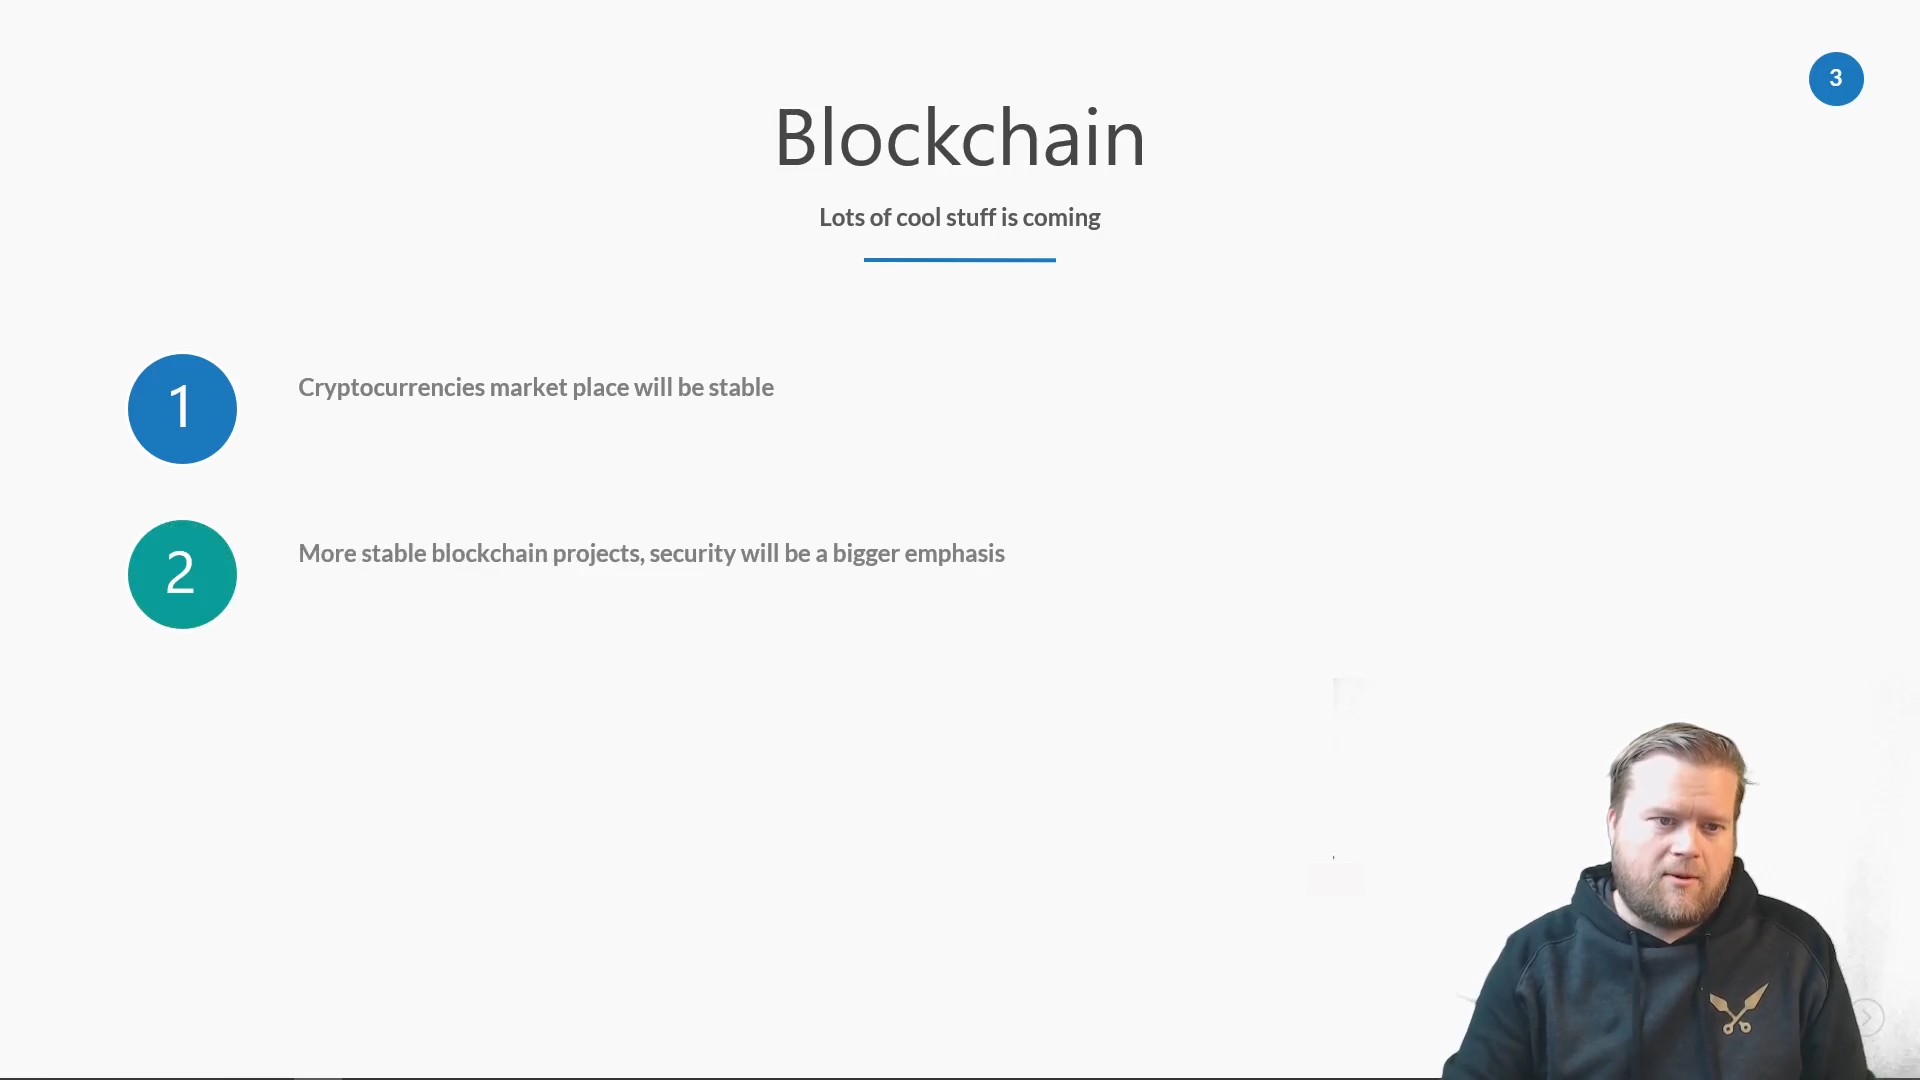 3
Blockchain
Lots of cool stuff is coming
1
Cryptocurrencies market place will be stable
2
More stable blockchain projects, security will be a bigger emphasis